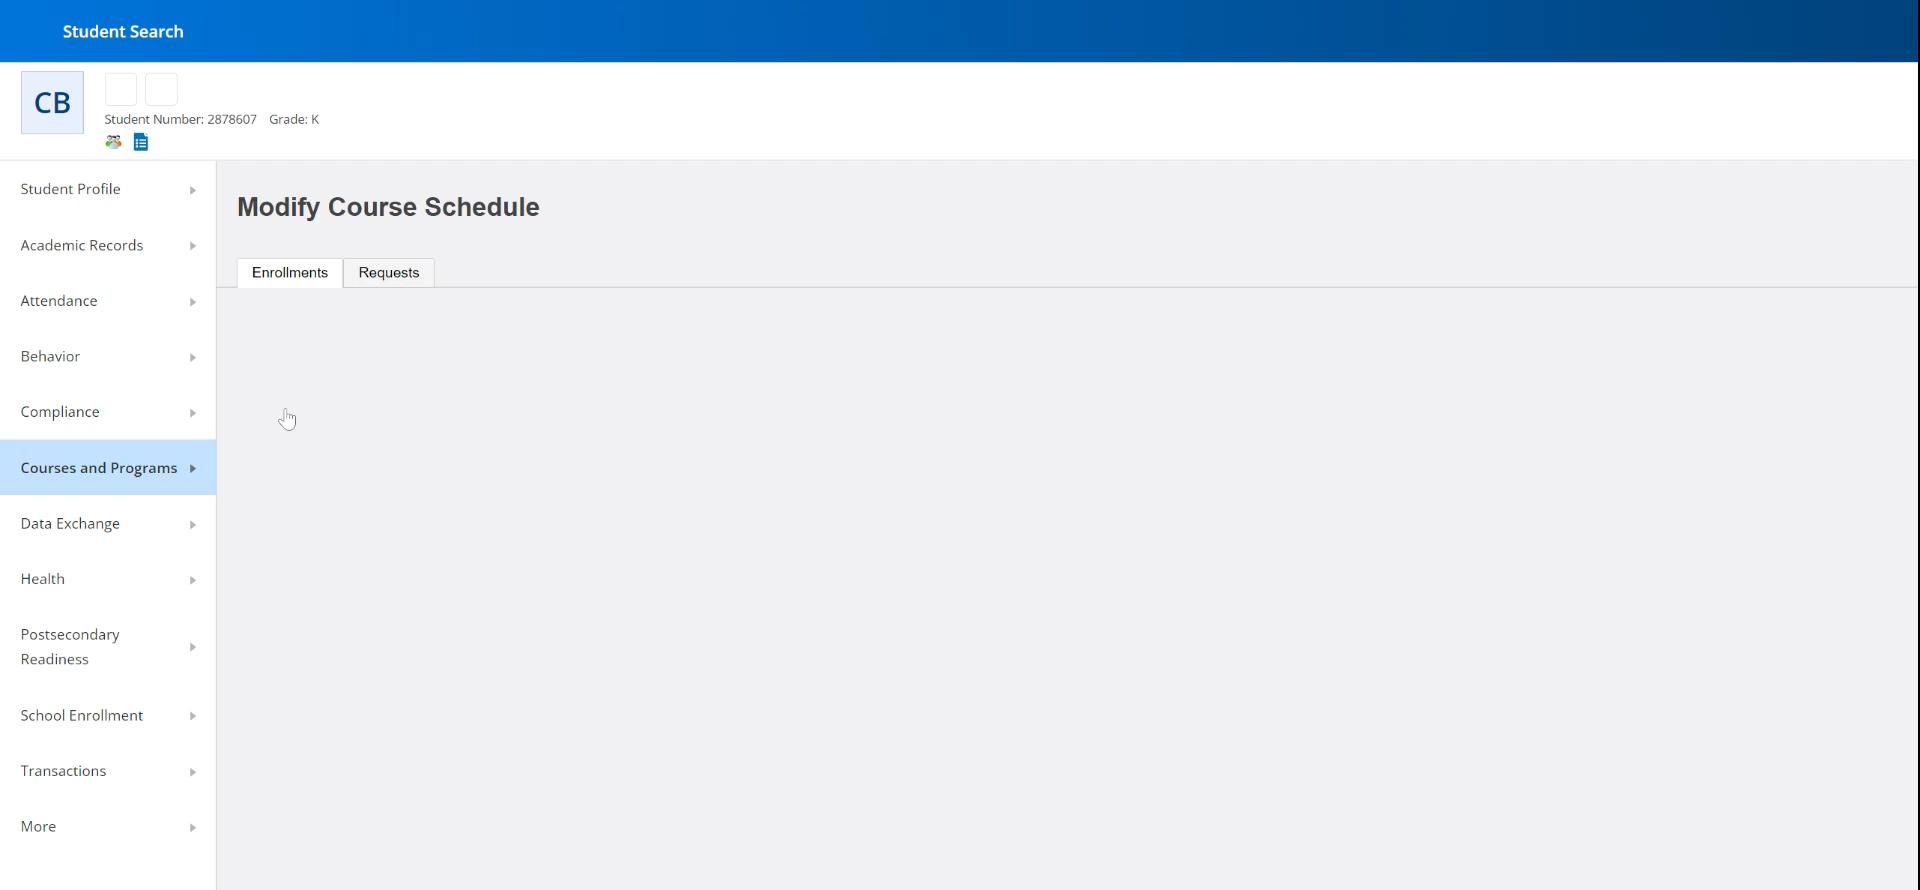 Student Search
CB
Student Number: 2878607 Grade: K
Student Profile
Academic Records
Attendance
Behavior
Compliance
Courses and Programs
Data Exchange
Health
Postsecondary
Readiness
School Enrollment
Transactions
More
Modify Course Schedule
Enrollments
Requests